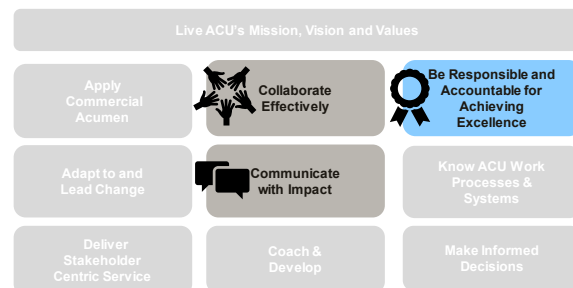 Live ACU's Mission, Vision and Values
Apply
Commercial
Acumen
Collaborate
Effectively
Be Responsible and
Accountable for
Achieving
Excellence
Adapt to and
Lead Change
Communicate
with Impact
Know ACU Work
Processes &
Systems
Deliver
Stakeholder
Centric Service
Coach &
Develop
Make Informed
Decisions